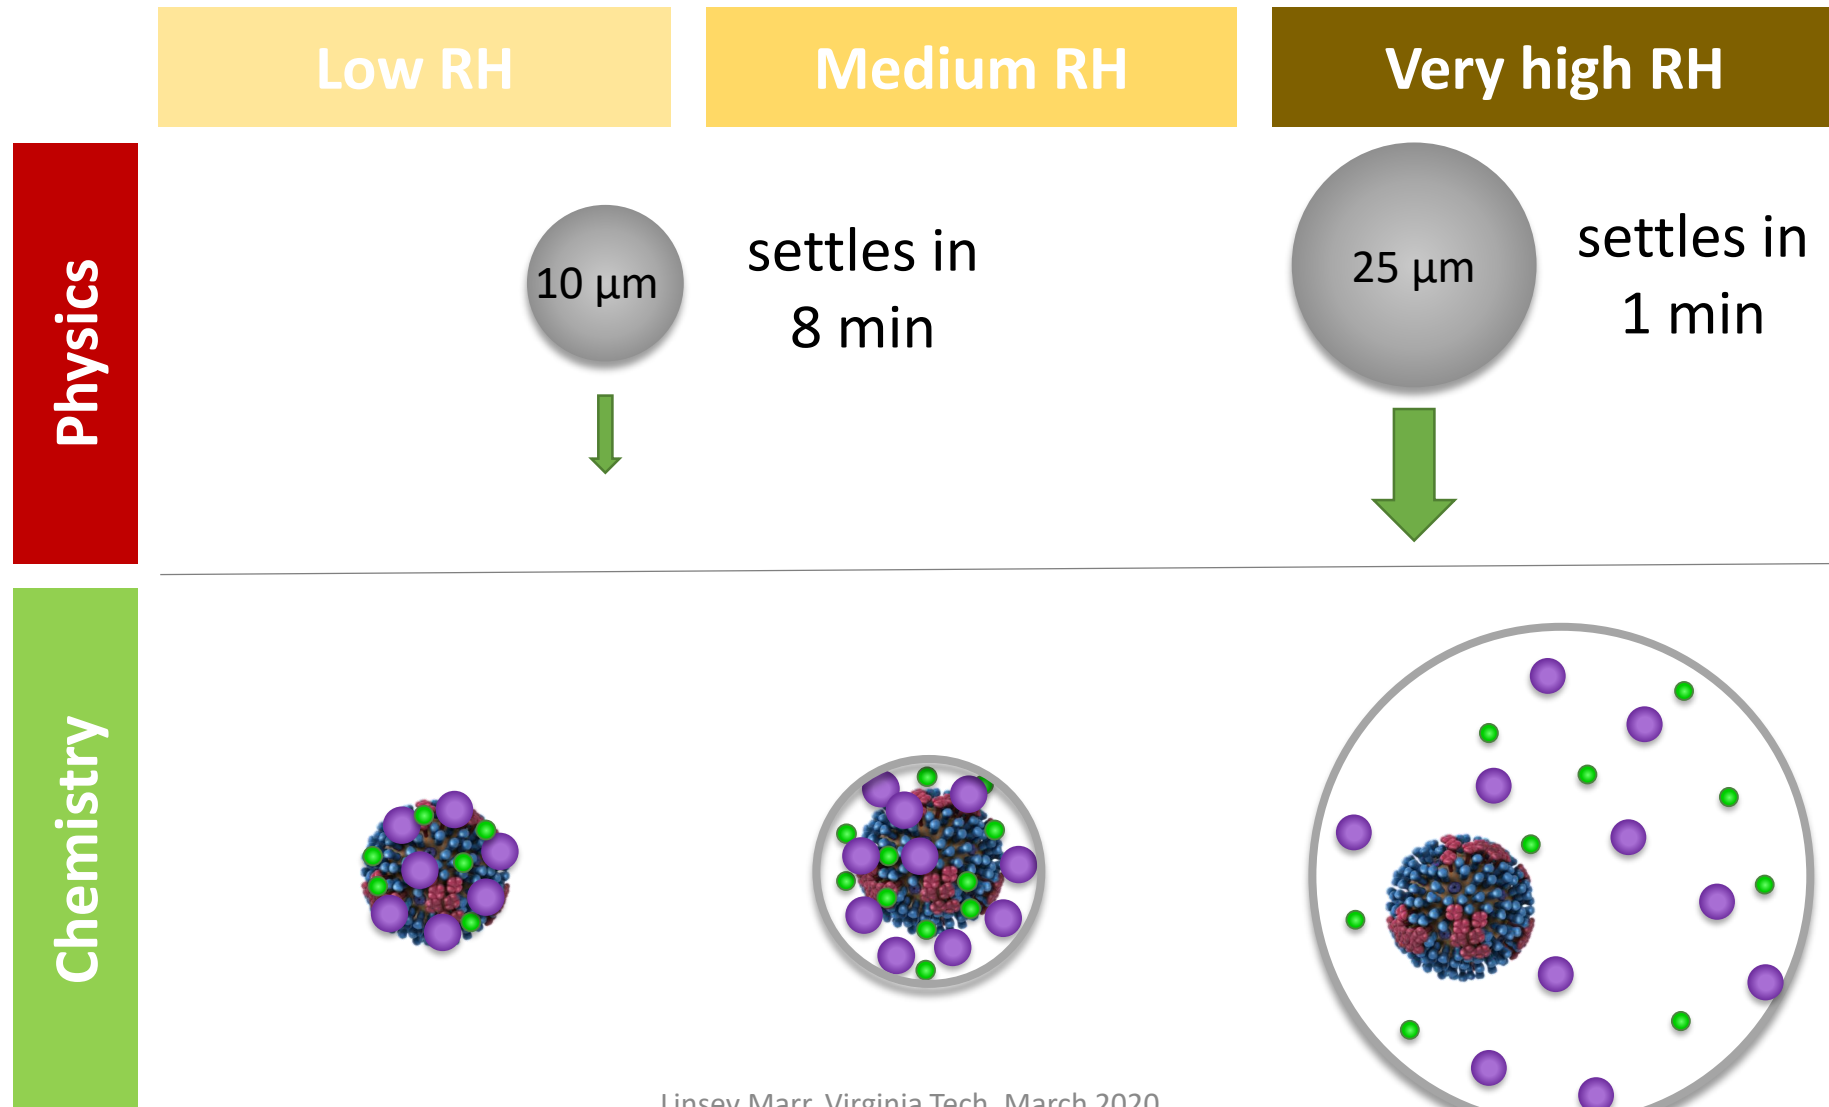 Low RH
Medium RH
Very high RH
Physics
10 µm
settles in
8 min
25 µm
settles in
1 min
Chemistry
Linsey Marr, Virginia Tech, March 2020